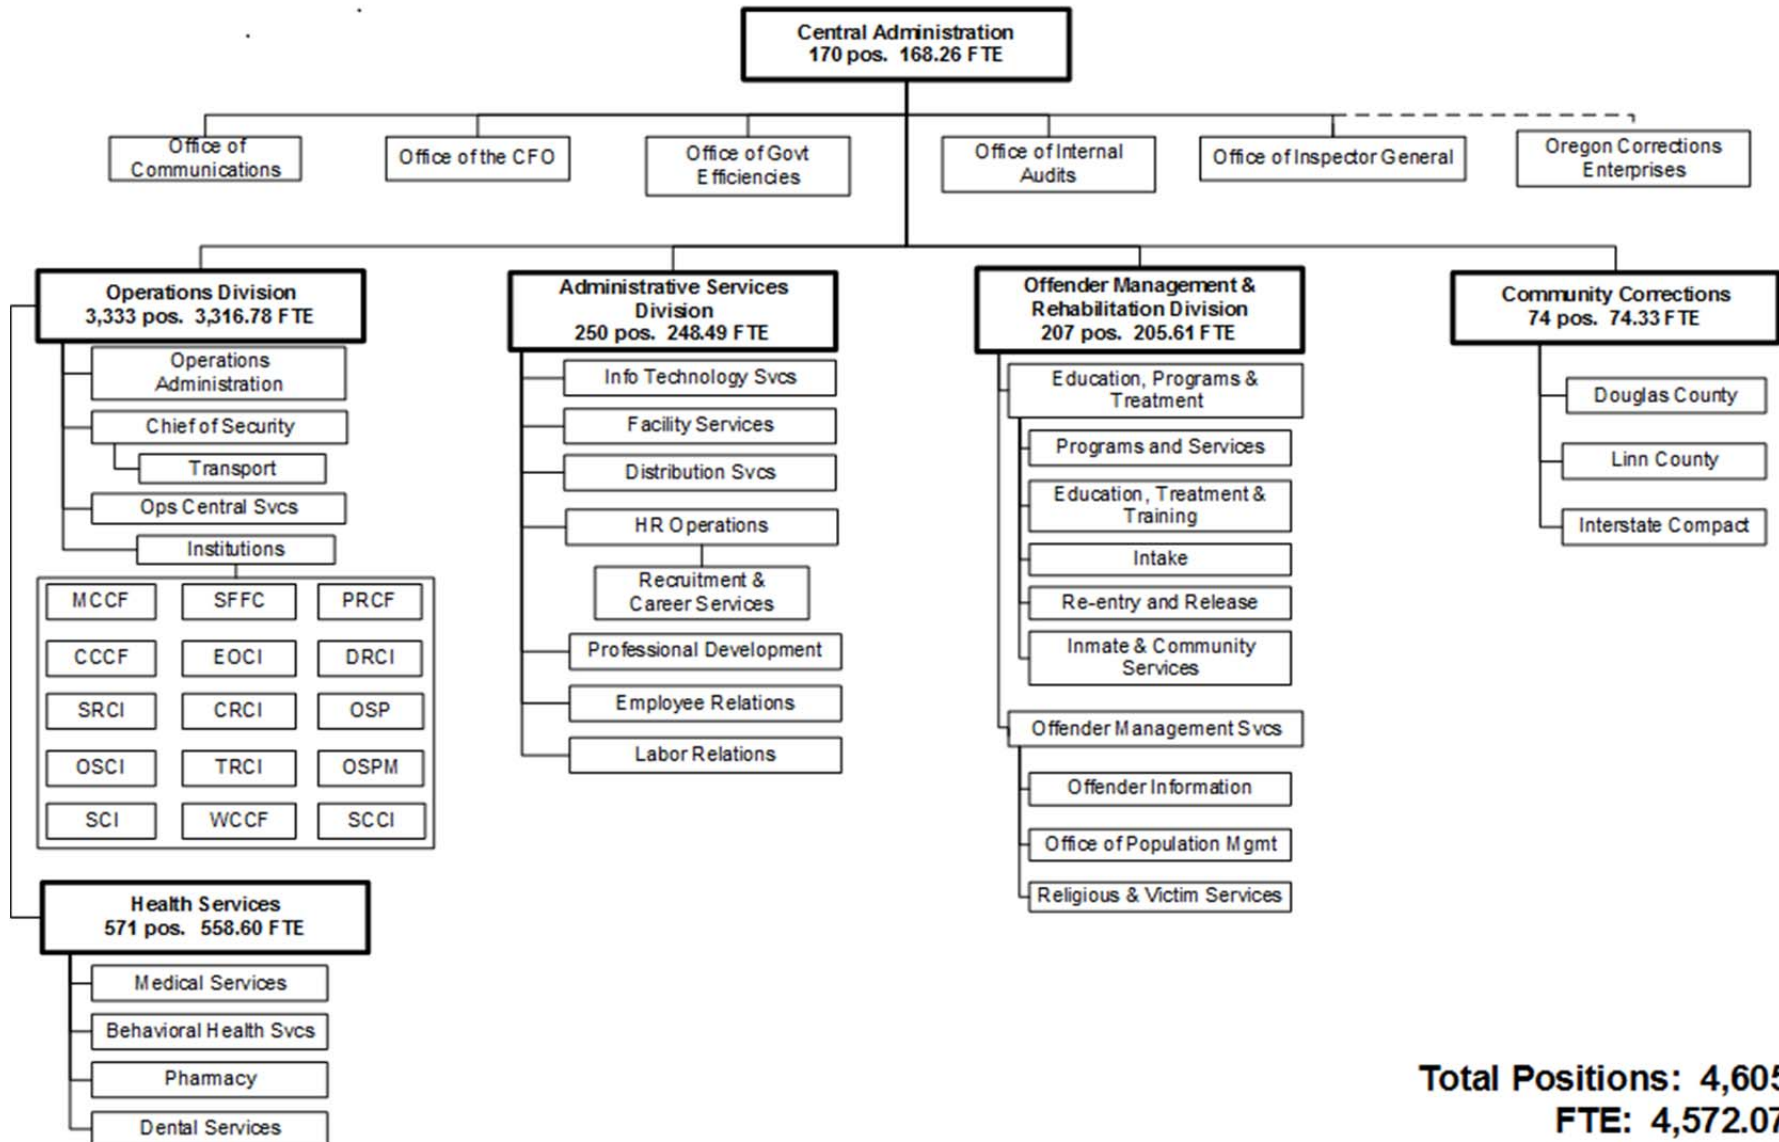 Central Administration
170 pos. 168.26 FTE
Office of
Communications
Office of the CFO
Office of Govt
Efficiencies
Office of Internal
Audits
Office of Inspector General
Oregon Corrections
Enterprises
Operations Division
3,333 pos. 3,316.78 FTE
Operations
Administration
Chief of Security
Transport
Ops Central Svcs
Institutions
MCCF SFFC PRCF
CCCF EOCI DRCI
SRCI CRCI OSP
OSCI TRCI OSPM
SCI WCCF SCCI
Health Services
571 pos. 558.60 FTE
Medical Services
Behavioral Health Svcs
Pharmacy
Dental Services
Administrative Services
Division
250 pos. 248.49 FTE
Info Technology Svcs
Facility Services
Distribution Svcs
HR Operations
Recruitment &
Career Services
Professional Development
Employee Relations
Labor Relations
Offender Management &
Rehabilitation Division
207 pos. 205.61 FTE
Education, Programs &
Treatment
Programs and Services
Education, Treatment &
Training
Intake
Re-entry and Release
Inmate & Community
Services
Offender Management Svcs
Offender Information
Office of Population Mgmt
Religious & Victim Services
Community Corrections
74 pos. 74.33 FTE
Douglas County
Linn County
Interstate Compact
Total Positions: 4,605
FTE: 4,572.07